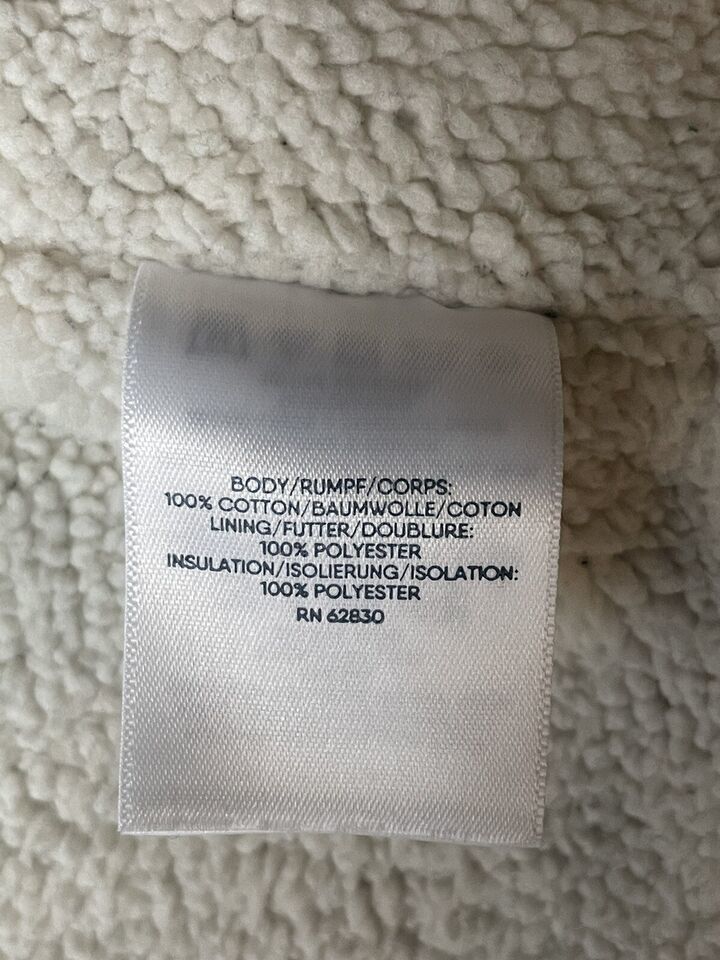 BODY/RUMPF/CORPS:
100% COTTON/BAUMWOLLE/COTON
LINING/FUTTER/DOUBLURE:
100% POLYESTER
INSULATION/ISOLIERUNG/ISOLATION:
100% POLYESTER
RN 62830